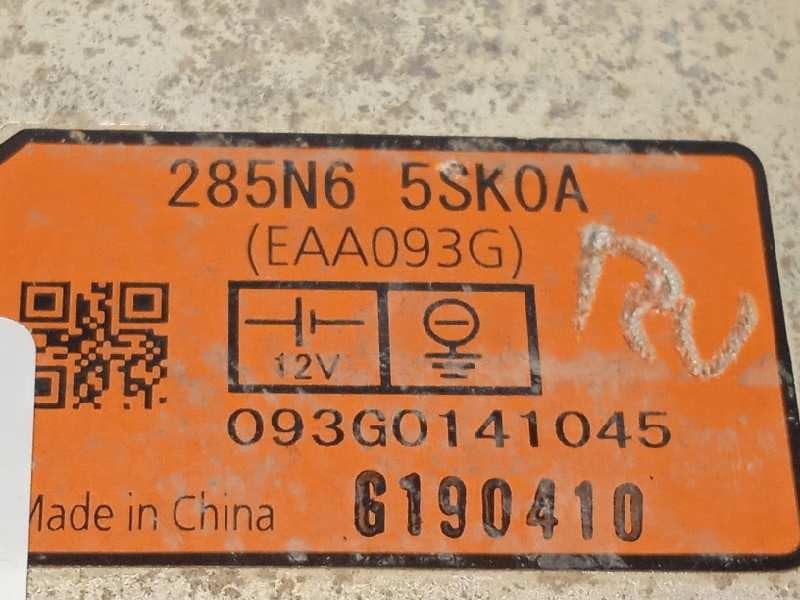 285N6 5SK0A
(EAA093G)
12V
093G0141045
Made in China
G190410